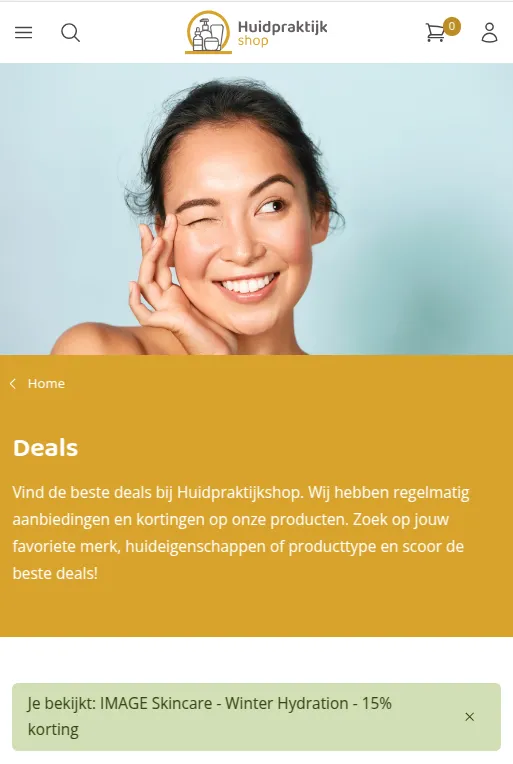 Huidpraktijk
shop
0
Home
Deals
Vind de beste deals bij Huidpraktijkshop. Wij hebben regelmatig
aanbiedingen en kortingen op onze producten. Zoek op jouw
favoriete merk, huideigenschappen of producttype en scoor de
beste deals!
Je bekijkt: IMAGE Skincare - Winter Hydration - 15%
korting